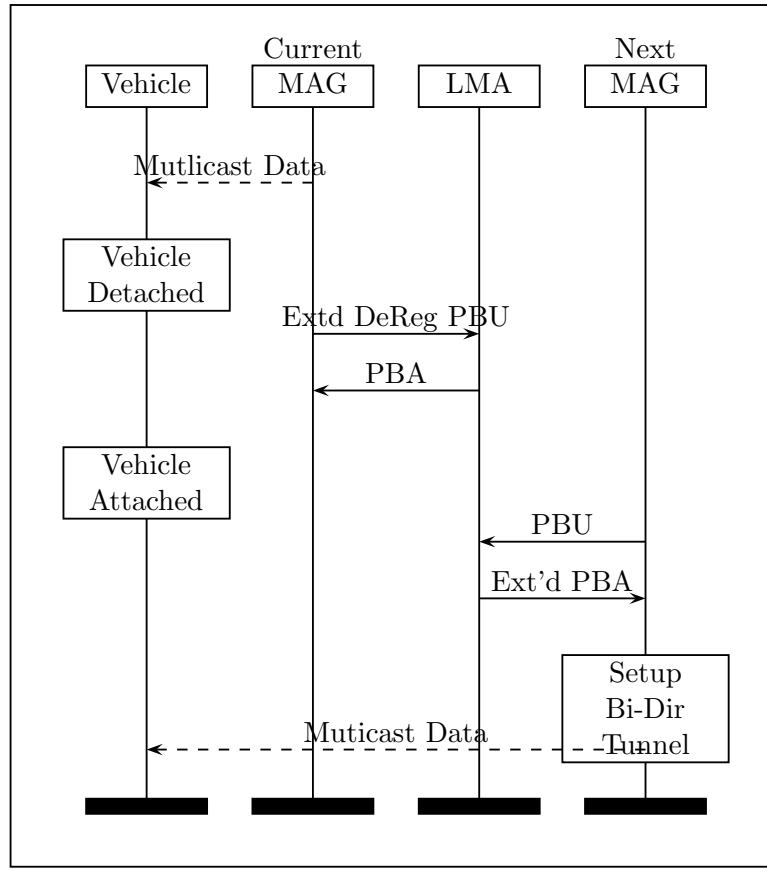 Current
Next
Vehicle
MAG
LMA
MAG
Mutlicast Data
Vehicle
Detached
Extd DeReg PBU
PBA
Vehicle
Attached
PBU
Ext'd PBA
Setup
Bi-Dir
Tunnel
Muticast Data